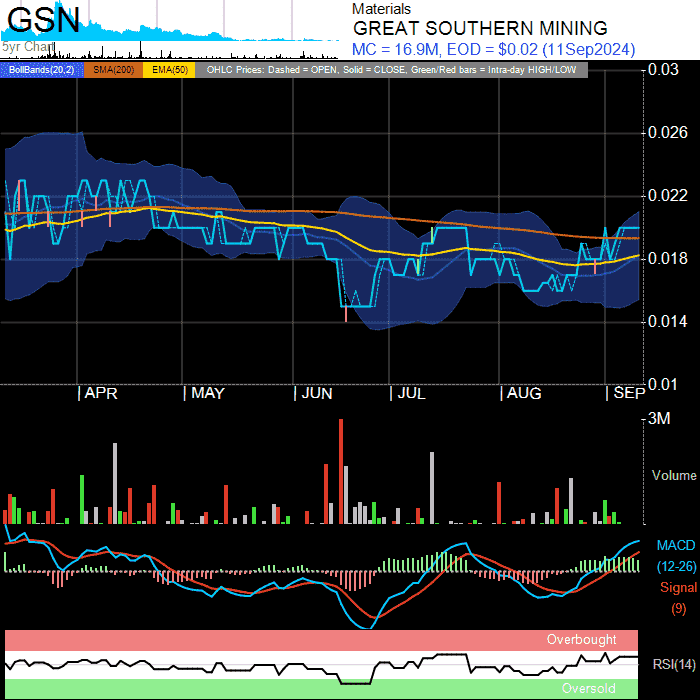 GSN
5yr Chart
Materials
GREAT SOUTHERN MINING
MC = 16.9M, EOD = $0.02 (11Sep2024)
BollBands(20,2) SMA(200) EMA(50) OHLC Prices: Dashed = OPEN, Solid = CLOSE, Green/Red bars = Intra-day HIGH/LOW
0.03
0.026
0.022
0.018
0.014
0.01
APR MAY JUN JUL AUG SEP
3M
Volume
MACD
(12-26)
Signal
(9)
Overbought
RSI(14)
Oversold